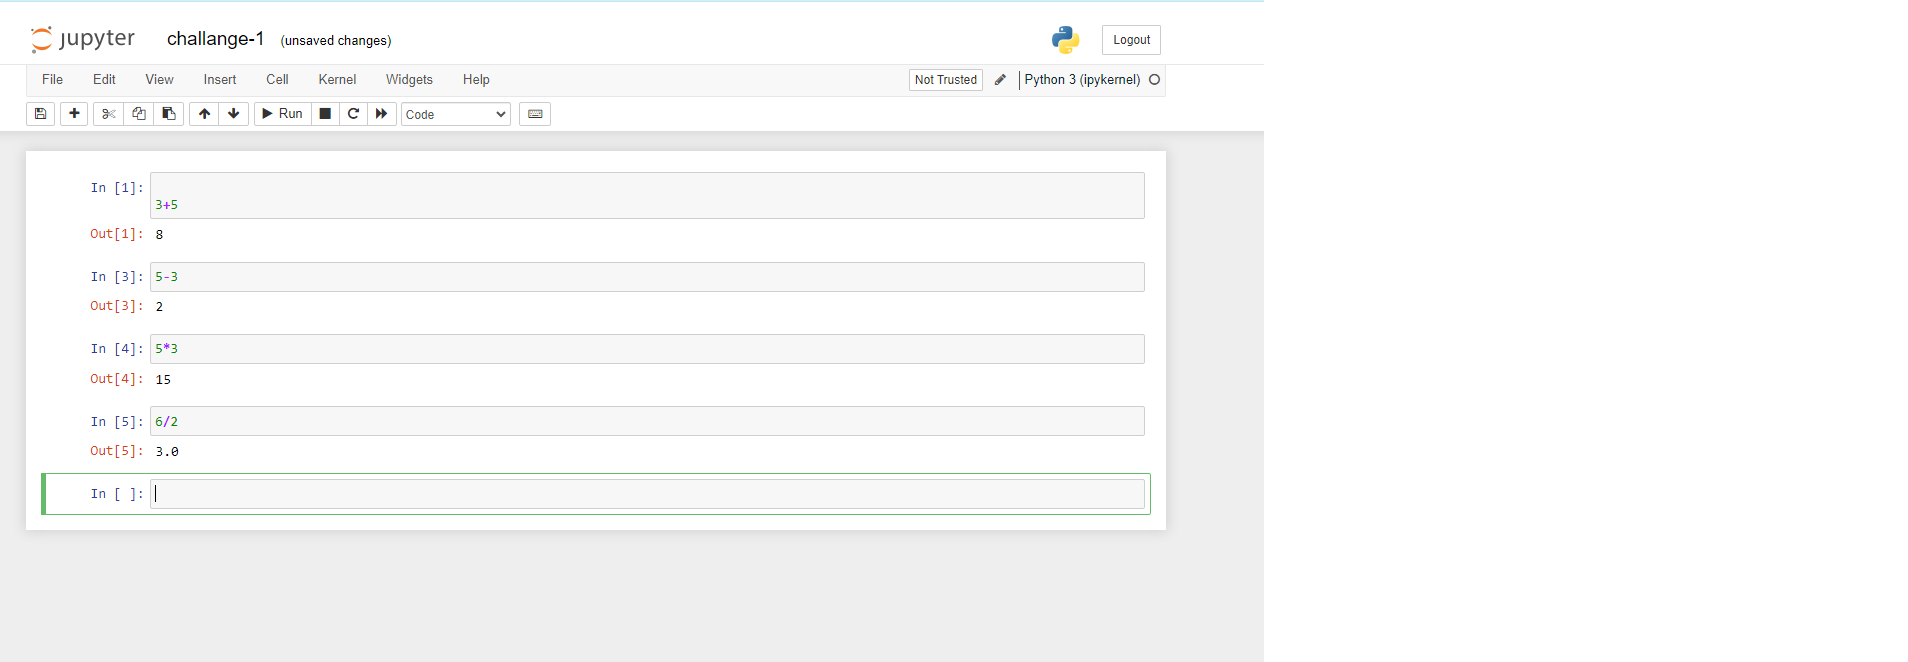 jupyter challange-1 (unsaved changes) Logout
File Edit View Insert Cell Kernel Widgets Help Not Trusted Python 3 (ipykernel)
Run Code
In [1]:
3+5
Out[1]: 8
In [3]: 5-3
Out[3]: 2
In [4]: 5*3
Out[4]: 15
In [5]: 6/2
Out[5]: 3.0
In [ ]: